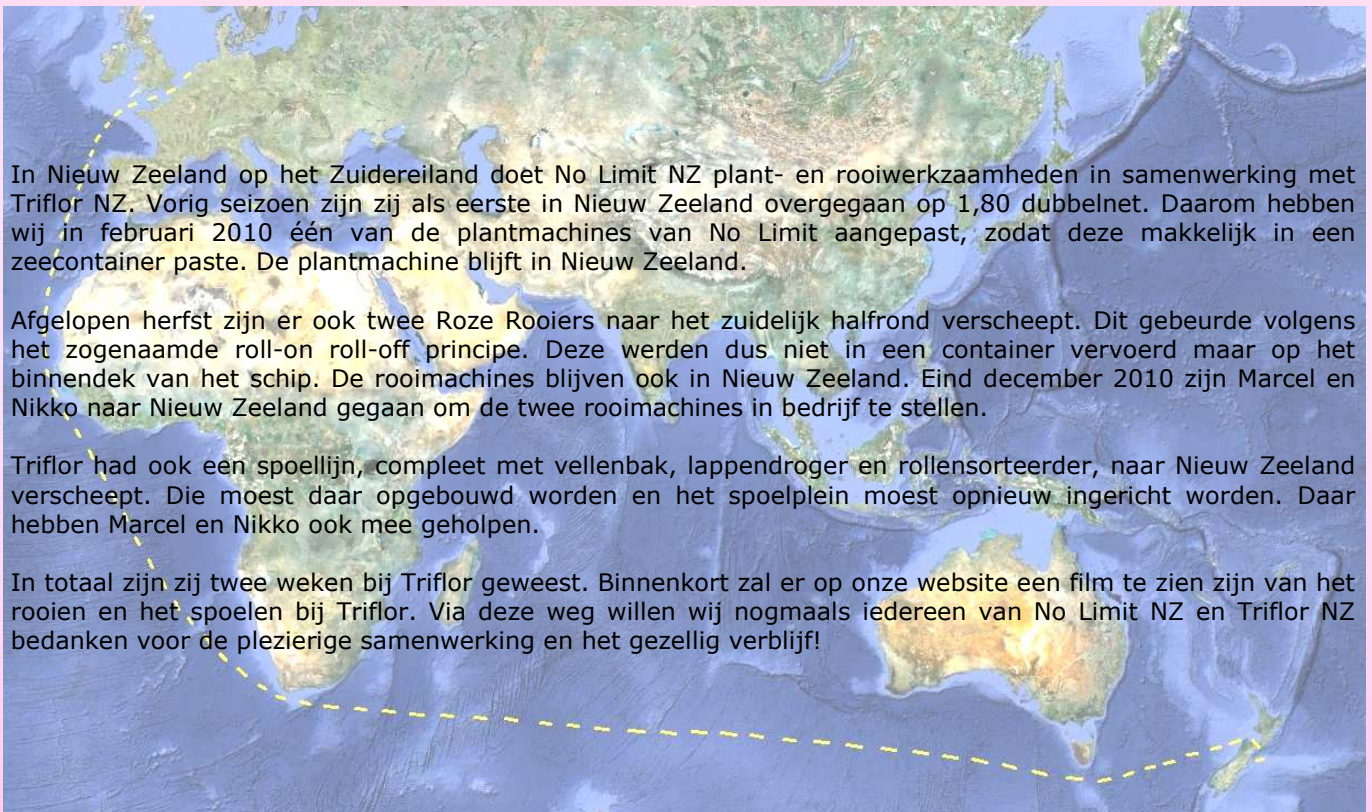 In Nieuw Zeeland op het Zuidereiland doet No Limit NZ plant- en rooiwerkzaamheden in samenwerking met
Triflor NZ. Vorig seizoen zijn zij als eerste in Nieuw Zeeland overgegaan op 1,80 dubbelnet. Daarom hebben
wij in februari 2010 één van de plantmachines van No Limit aangepast, zodat deze makkelijk in een
zeecontainer paste. De plantmachine blijft in Nieuw Zeeland.
Afgelopen herfst zijn er ook twee Roze Rooiers naar het zuidelijk halfrond verscheept. Dit gebeurde volgens
het zogenaamde roll-on roll-off principe. Deze werden dus niet in een container vervoerd maar op het
binnendek van het schip. De rooimachines blijven ook in Nieuw Zeeland. Eind december 2010 zijn Marcel en
Nikko naar Nieuw Zeeland gegaan om de twee rooimachines in bedrijf te stellen.
Triflor had ook een spoellijn, compleet met vellenbak, lappendroger en rollensorteerder, naar Nieuw Zeeland
verscheept. Die moest daar opgebouwd worden en het spoelplein moest opnieuw ingericht worden. Daar
hebben Marcel en Nikko ook mee geholpen.
In totaal zijn zij twee weken bij Triflor geweest. Binnenkort zal er op onze website een film te zien zijn van het
rooien en het spoelen bij Triflor. Via deze weg willen wij nogmaals iedereen van No Limit NZ en Triflor NZ
bedanken voor de plezierige samenwerking en het gezellig verblijf!